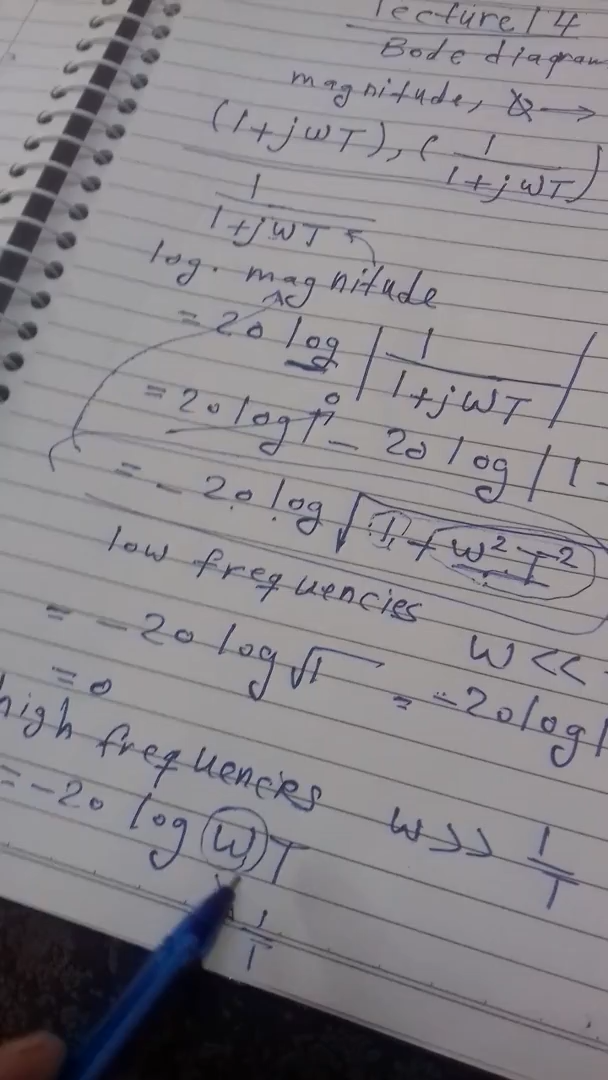 lecture 14
Bode diagram
magnitude, & →
(1+jωT), (1/(1+jωT))
1/(1+jωT)
log. magnitude
= 20 log |1/(1+jωT)|
= 20 log 1 0 - 20 log |1
= - 20 log √(1+ω²T²)
low frequencies ω <<
= -20 log √1 = -20 log 1
= 0
high frequencies ω >> 1/T
= -20 log ωT
1/T